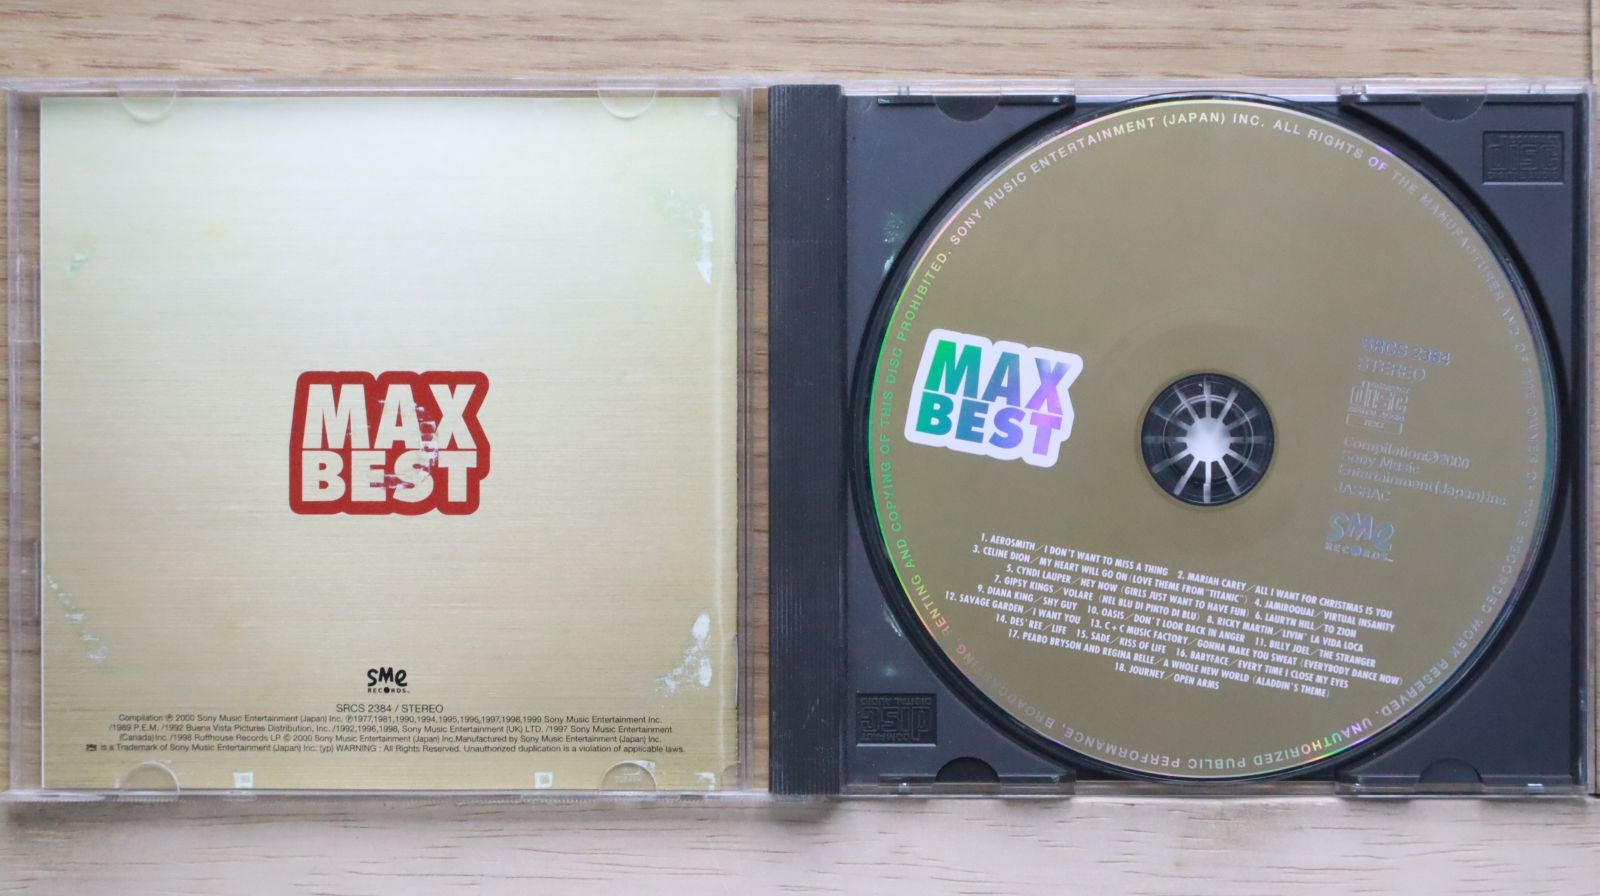 MAX
BEST
SME
RECORDS
SRCS 2384 / STEREO
Compilation ℗ 2000 Sony Music Entertainment (Japan) Inc. ℗1977,1981,1990,1994,1995,1996,1997,1998,1999 Sony Music Entertainment Inc.
/1989 P.E.M. /1992 Buena Vista Pictures Distribution, Inc. /1992,1996,1998, Sony Music Entertainment (UK) LTD. /1997 Sony Music Entertainment
(Canada)Inc. /1998 Ruffhouse Records LP © 2000 Sony Music Entertainment (Japan) Inc.Manufactured by Sony Music Entertainment (Japan) Inc.
is a Trademark of Sony Music Entertainment (Japan) Inc. (yp) WARNING : All Rights Reserved. Unauthorized duplication is a violation of applicable laws.
SONY MUSIC ENTERTAINMENT (JAPAN) INC. ALL RIGHTS OF THE MANUFACTURER AND OF THE OWNER OF THE RECORDED WORK RESERVED. UNAUTHORIZED PUBLIC PERFORMANCE, BROADCASTING, RENTING AND COPYING OF THIS DISC PROHIBITED.
MAX
BEST
SRCS 2384
STEREO
COMPACT
disc
DIGITAL AUDIO
TEXT
Compilation℗2000
Sony Music
Entertainment(Japan)Inc.
JASRAC
SME
RECORDS
1. AEROSMITH／I DON'T WANT TO MISS A THING 2. MARIAH CAREY／ALL I WANT FOR CHRISTMAS IS YOU
3. CELINE DION／MY HEART WILL GO ON (LOVE THEME FROM "TITANIC") 4. JAMIROQUAI／VIRTUAL INSANITY
5. CYNDI LAUPER／HEY NOW (GIRLS JUST WANT TO HAVE FUN) 6. LAURYN HILL／TO ZION
7. GIPSY KINGS／VOLARE (NEL BLU DI PINTO DI BLU) 8. RICKY MARTIN／LIVIN' LA VIDA LOCA
9. DIANA KING／SHY GUY 10. OASIS／DON'T LOOK BACK IN ANGER 11. BILLY JOEL／THE STRANGER
12. SAVAGE GARDEN／I WANT YOU 13. C + C MUSIC FACTORY／GONNA MAKE YOU SWEAT (EVERYBODY DANCE NOW)
14. DES'REE／LIFE 15. SADE／KISS OF LIFE 16. BABYFACE／EVERY TIME I CLOSE MY EYES
17. PEABO BRYSON AND REGINA BELLE／A WHOLE NEW WORLD (ALADDIN'S THEME)
18. JOURNEY／OPEN ARMS
disc
COMPACT
disc
DIGITAL AUDIO